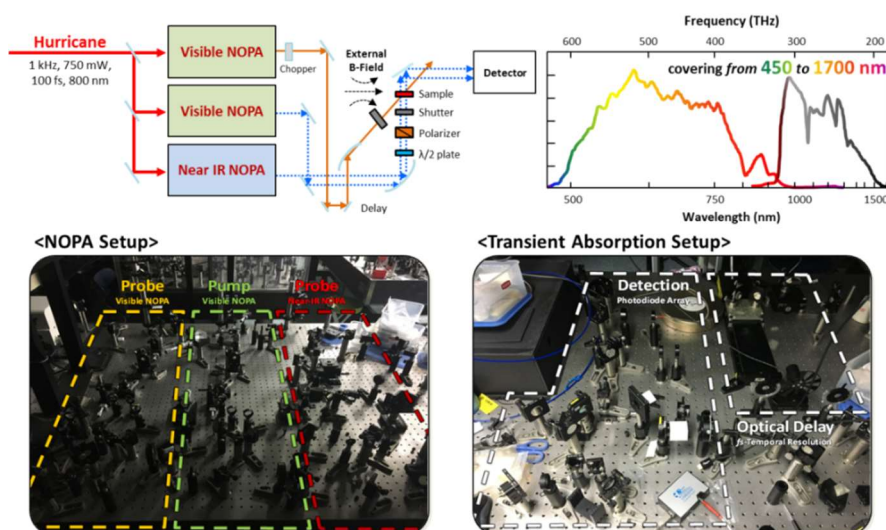 Hurricane
1 kHz, 750 mW,
100 fs, 800 nm
Visible NOPA
Visible NOPA
Near IR NOPA
Chopper
External
B-Field
Sample
Shutter
Polarizer
λ/2 plate
Delay
Detector
Frequency (THz)
600 500 400 300 200
covering from 450 to 1700 nm
500 750 1000 1500
Wavelength (nm)
<NOPA Setup>
Probe
Visible NOPA
Pump
Visible NOPA
Probe
Near-IR NOPA
<Transient Absorption Setup>
Detection
Photodiode Array
Optical Delay
fs-Temporal Resolution